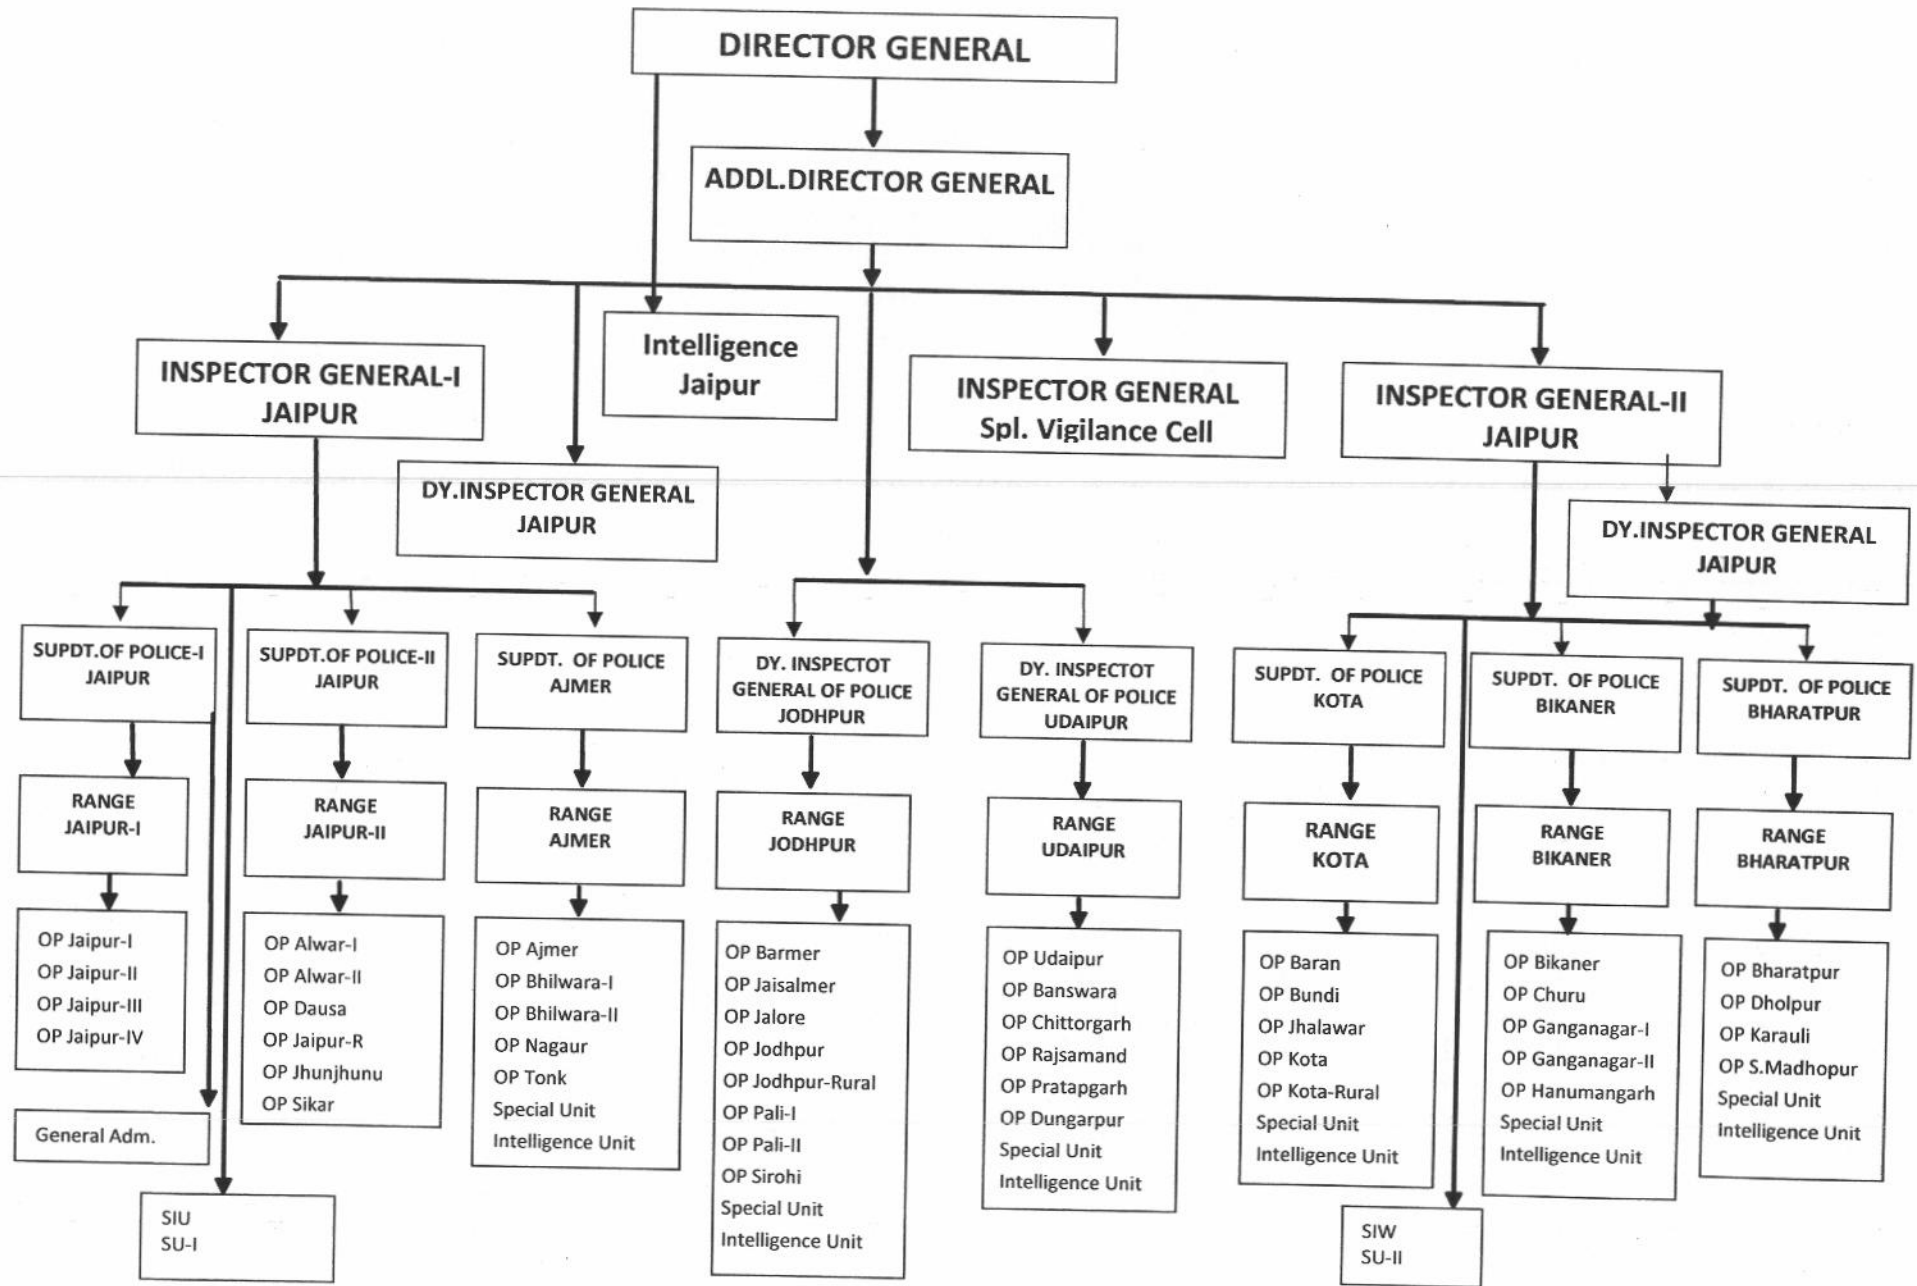 DIRECTOR GENERAL
ADDL.DIRECTOR GENERAL
INSPECTOR GENERAL-I
JAIPUR
Intelligence
Jaipur
INSPECTOR GENERAL
Spl. Vigilance Cell
INSPECTOR GENERAL-II
JAIPUR
DY.INSPECTOR GENERAL
JAIPUR
DY.INSPECTOR GENERAL
JAIPUR
SUPDT.OF POLICE-I
JAIPUR
SUPDT.OF POLICE-II
JAIPUR
SUPDT. OF POLICE
AJMER
DY. INSPECTOT
GENERAL OF POLICE
JODHPUR
DY. INSPECTOT
GENERAL OF POLICE
UDAIPUR
SUPDT. OF POLICE
KOTA
SUPDT. OF POLICE
BIKANER
SUPDT. OF POLICE
BHARATPUR
RANGE
JAIPUR-I
RANGE
JAIPUR-II
RANGE
AJMER
RANGE
JODHPUR
RANGE
UDAIPUR
RANGE
KOTA
RANGE
BIKANER
RANGE
BHARATPUR
OP Jaipur-I
OP Jaipur-II
OP Jaipur-III
OP Jaipur-IV
OP Alwar-I
OP Alwar-II
OP Dausa
OP Jaipur-R
OP Jhunjhunu
OP Sikar
OP Ajmer
OP Bhilwara-I
OP Bhilwara-II
OP Nagaur
OP Tonk
Special Unit
Intelligence Unit
OP Barmer
OP Jaisalmer
OP Jalore
OP Jodhpur
OP Jodhpur-Rural
OP Pali-I
OP Pali-II
OP Sirohi
Special Unit
Intelligence Unit
OP Udaipur
OP Banswara
OP Chittorgarh
OP Rajsamand
OP Pratapgarh
OP Dungarpur
Special Unit
Intelligence Unit
OP Baran
OP Bundi
OP Jhalawar
OP Kota
OP Kota-Rural
Special Unit
Intelligence Unit
OP Bikaner
OP Churu
OP Ganganagar-I
OP Ganganagar-II
OP Hanumangarh
Special Unit
Intelligence Unit
OP Bharatpur
OP Dholpur
OP Karauli
OP S.Madhopur
Special Unit
Intelligence Unit
General Adm.
SIU
SU-I
SIW
SU-II